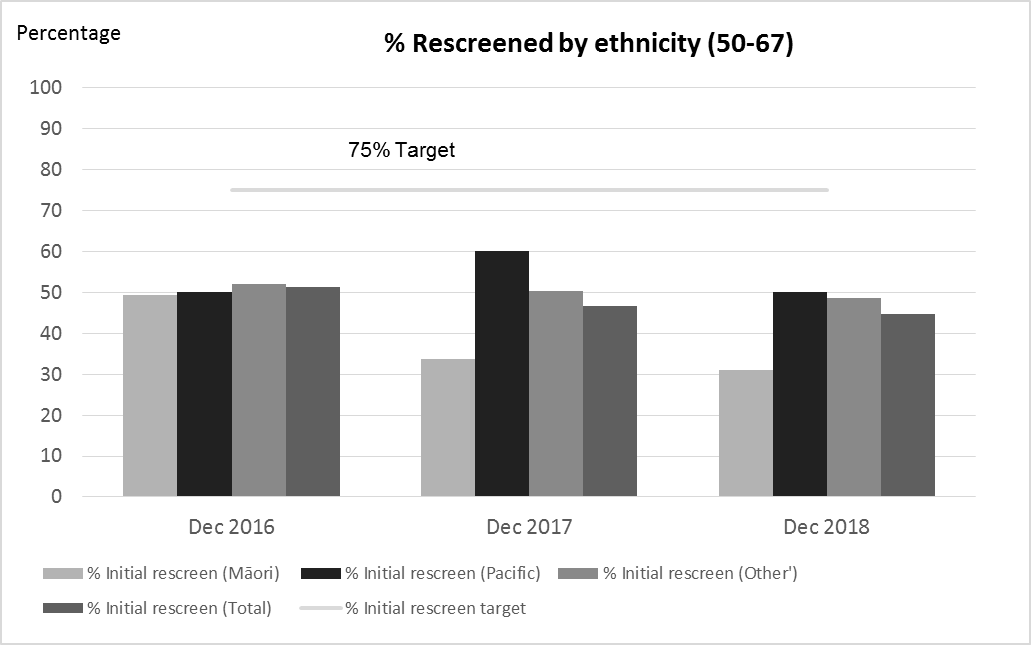 Percentage
% Rescreened by ethnicity (50-67)
100
90
75% Target
80
70
60
50
40
30
20
10
0
Dec 2016 Dec 2017 Dec 2018
% Initial rescreen (Māori) % Initial rescreen (Pacific) % Initial rescreen (Other')
% Initial rescreen (Total) % Initial rescreen target